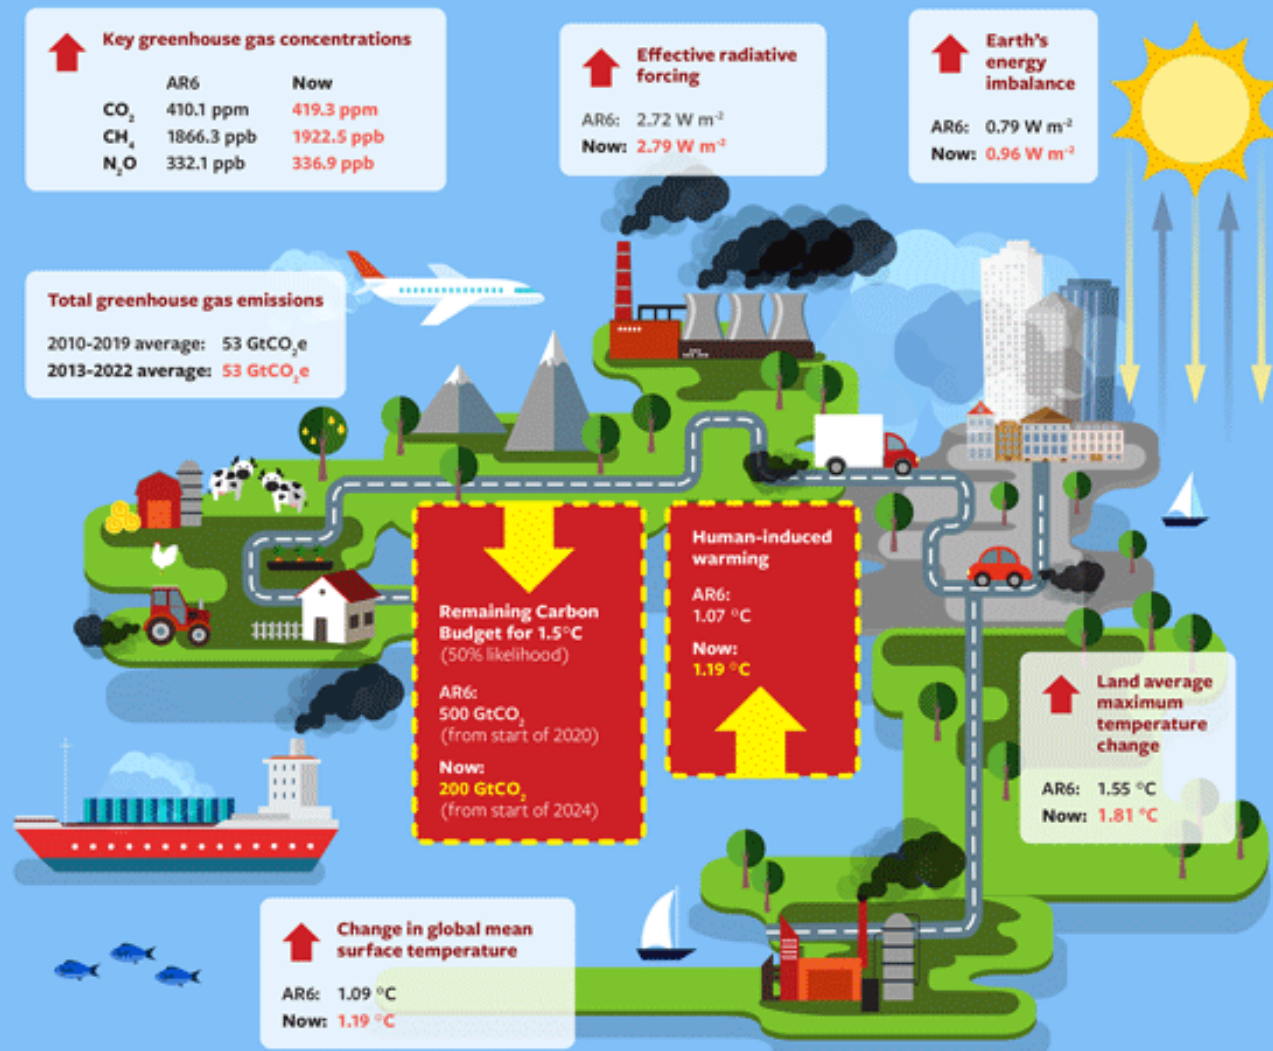 Key greenhouse gas concentrations
AR6 Now
CO₂ 410.1 ppm 419.3 ppm
CH₄ 1866.3 ppb 1922.5 ppb
N₂O 332.1 ppb 336.9 ppb
Effective radiative
forcing
AR6: 2.72 W m⁻²
Now: 2.79 W m⁻²
Earth's
energy
imbalance
AR6: 0.79 W m⁻²
Now: 0.96 W m⁻²
Total greenhouse gas emissions
2010-2019 average: 53 GtCO₂e
2013-2022 average: 53 GtCO₂e
Remaining Carbon
Budget for 1.5°C
(50% likelihood)
AR6:
500 GtCO₂
(from start of 2020)
Now:
200 GtCO₂
(from start of 2024)
Human-induced
warming
AR6:
1.07 °C
Now:
1.19 °C
Land average
maximum
temperature
change
AR6: 1.55 °C
Now: 1.81 °C
Change in global mean
surface temperature
AR6: 1.09 °C
Now: 1.19 °C